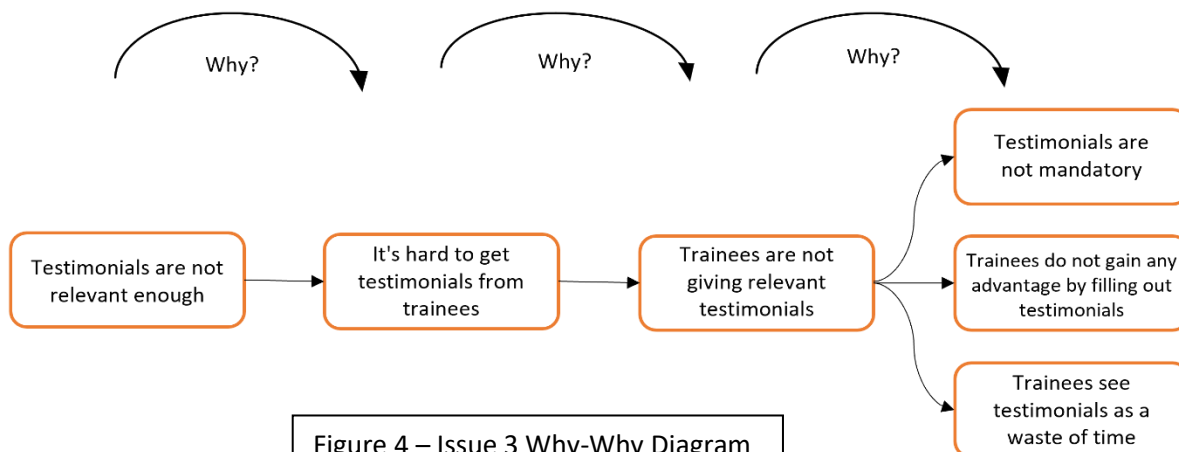 Why?
Why?
Why?
Testimonials are
not mandatory
Testimonials are not
relevant enough
It's hard to get
testimonials from
trainees
Trainees are not
giving relevant
testimonials
Trainees do not gain any
advantage by filling out
testimonials
Trainees see
testimonials as a
waste of time
Figure 4 – Issue 3 Why-Why Diagram